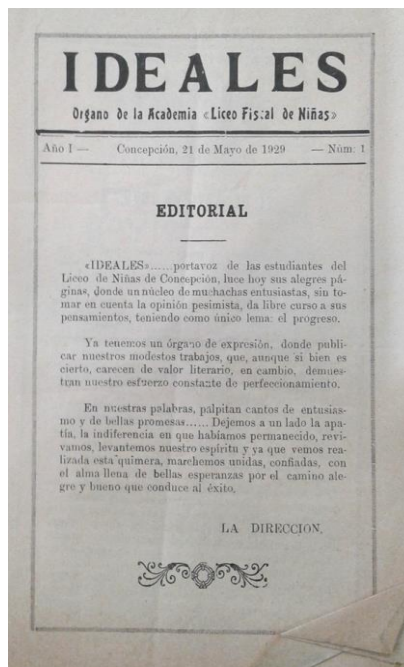 IDEALES
Organo de la Academia «Liceo Fiscal de Niñas»
Año I — Concepción, 21 de Mayo de 1929 — Núm. 1
EDITORIAL
«IDEALES»......portavoz de las estudiantes del
Liceo de Niñas de Concepción, luce hoy sus alegres pá-
ginas, donde un núcleo de muchachas entusiastas, sin to-
mar en cuenta la opinión pesimista, da libre curso a sus
pensamientos, teniendo como único lema: el progreso.
Ya tenemos un órgano de expresión, donde publi-
car nuestros modestos trabajos, que, aunque si bien es
cierto, carecen de valor literario, en cambio, demues-
tran nuestro esfuerzo constante de perfeccionamiento.
En nuestras palabras, palpitan cantos de entusias-
mo y de bellas promesas...... Dejemos a un lado la apa-
tía, la indiferencia en que habíamos permanecido, revi-
vamos, levantemos nuestro espíritu y ya que vemos rea-
lizada esta quimera, marchemos unidas, confiadas, con
el alma llena de bellas esperanzas por el camino ale-
gre y bueno que conduce al éxito.
LA DIRECCION.